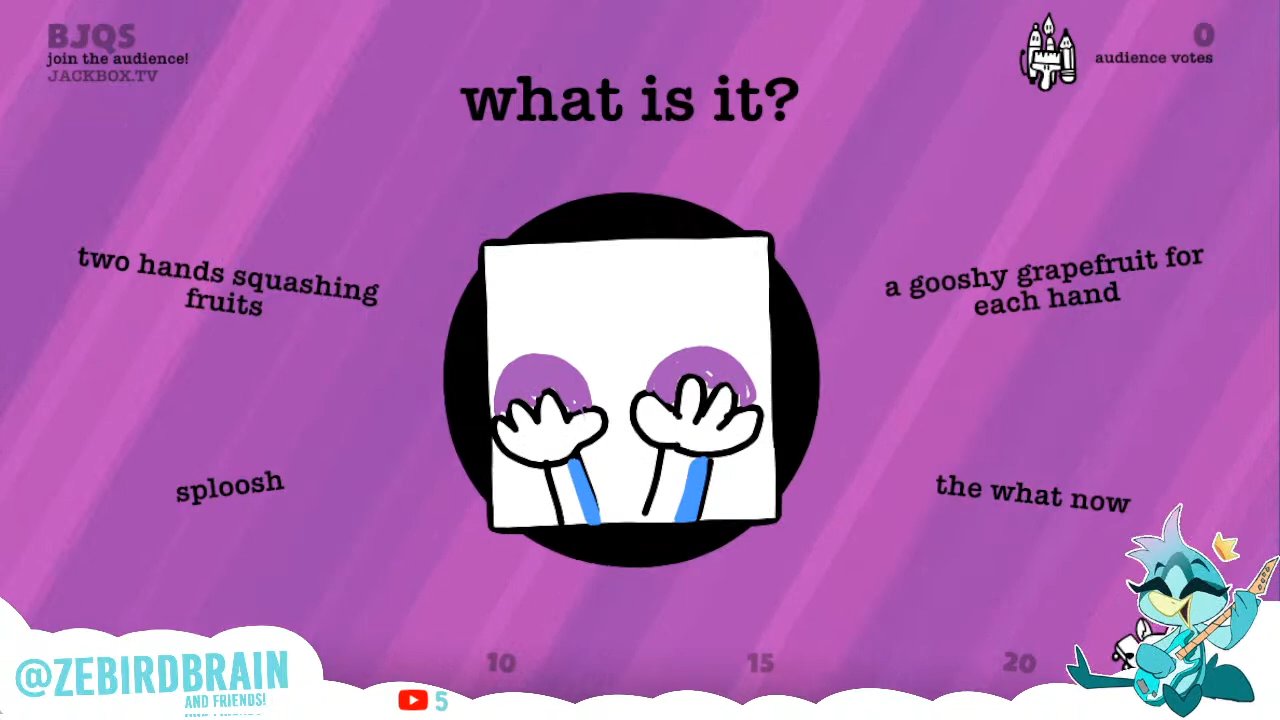 BJQS
join the audience!
JACKBOX.TV
0
audience votes
what is it?
two hands squashing
fruits
a gooshy grapefruit for
each hand
sploosh
the what now
10
15
20
@ZEBIRDBRAIN
AND FRIENDS!
5